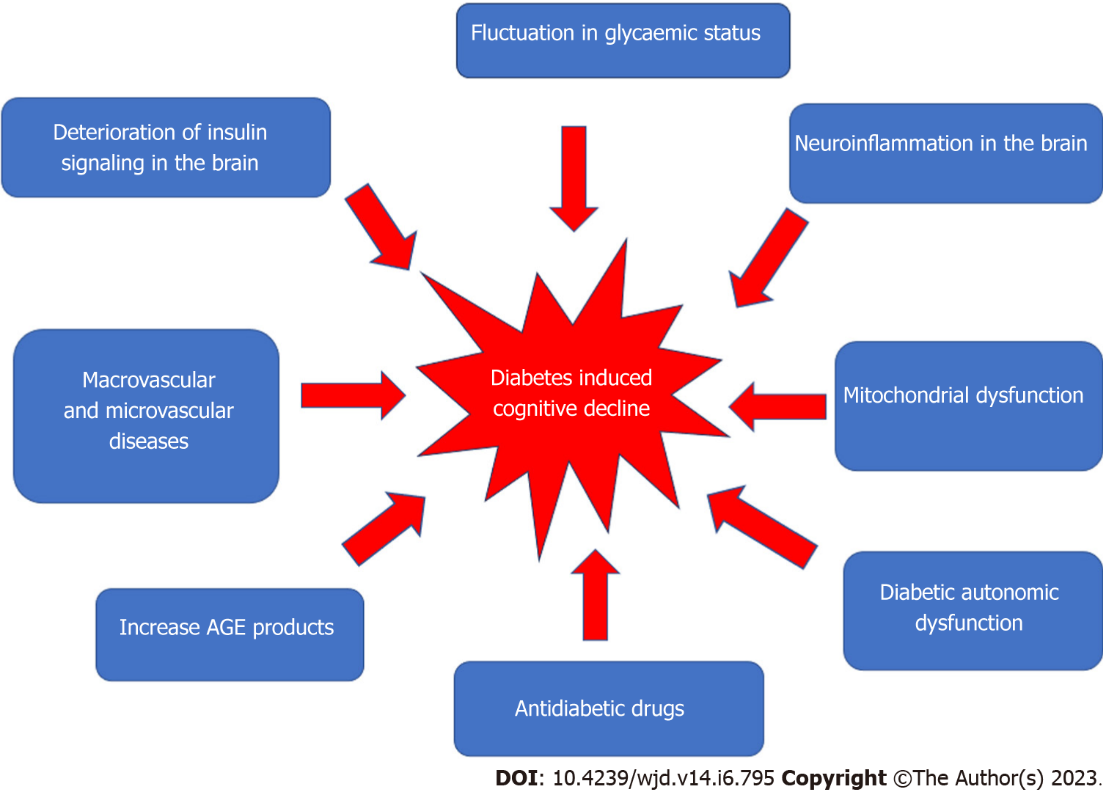 Fluctuation in glycaemic status
Deterioration of insulin
signaling in the brain
Neuroinflammation in the brain
Diabetes induced
cognitive decline
Macrovascular
and microvascular
diseases
Mitochondrial dysfunction
Increase AGE products
Diabetic autonomic
dysfunction
Antidiabetic drugs
DOI: 10.4239/wjd.v14.i6.795 Copyright ©The Author(s) 2023.